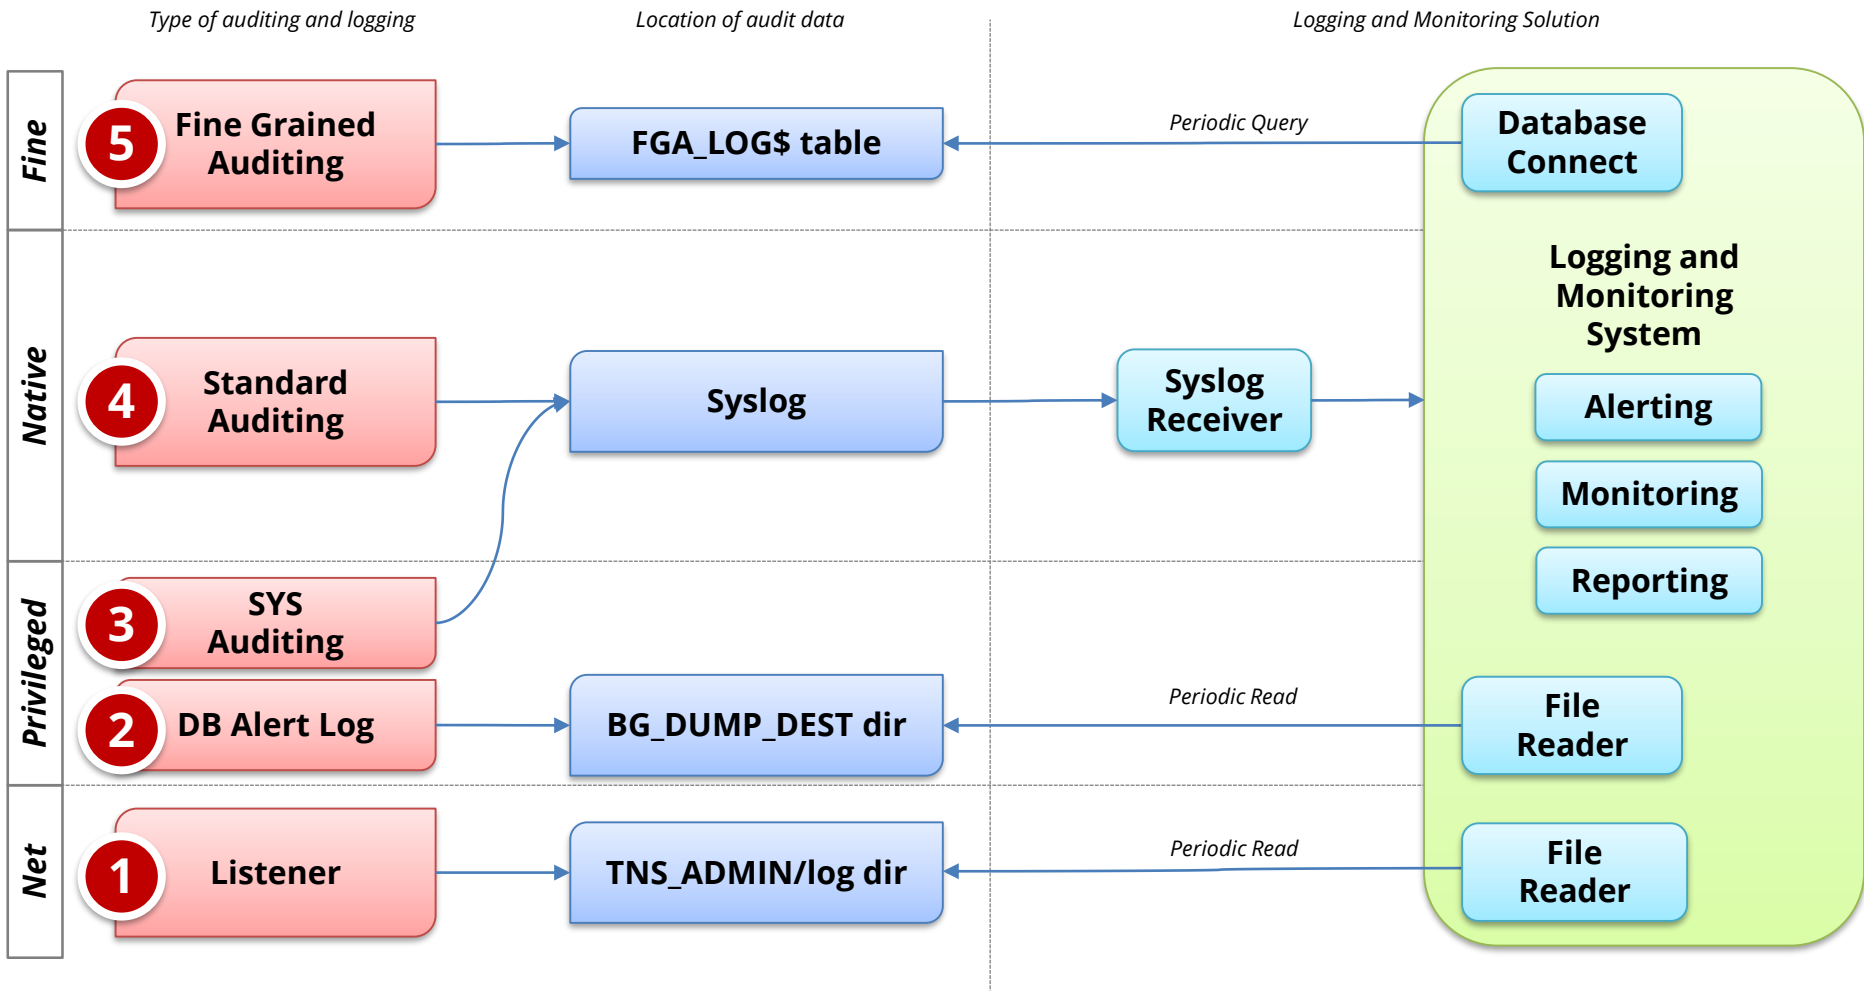 Type of auditing and logging
Location of audit data
Logging and Monitoring Solution
Fine
5
Fine Grained
Auditing
FGA_LOG$ table
Periodic Query
Database
Connect
Logging and
Monitoring
System
Native
4
Standard
Auditing
Syslog
Syslog
Receiver
Alerting
Monitoring
Reporting
Privileged
3
SYS
Auditing
2
DB Alert Log
BG_DUMP_DEST dir
Periodic Read
File
Reader
Net
1
Listener
TNS_ADMIN/log dir
Periodic Read
File
Reader